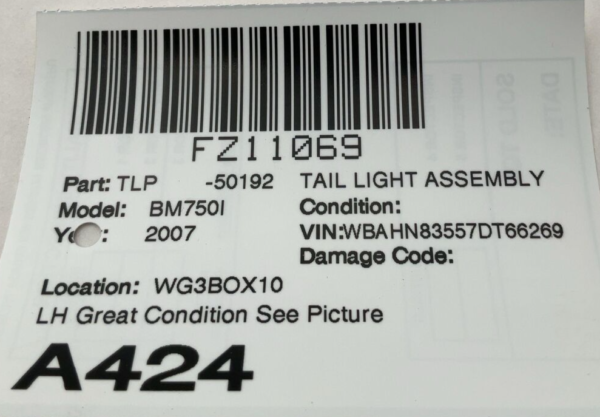 FZ11069
Part: TLP -50192 TAIL LIGHT ASSEMBLY
Model: BM750I Condition:
2007 VIN:WBAHN83557DT66269
Damage Code:
Location: WG3BOX10
LH Great Condition See Picture
A424